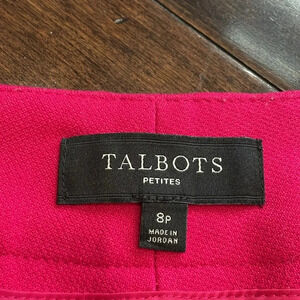 TALBOTS
PETITES
8P
MADE IN
JORDAN